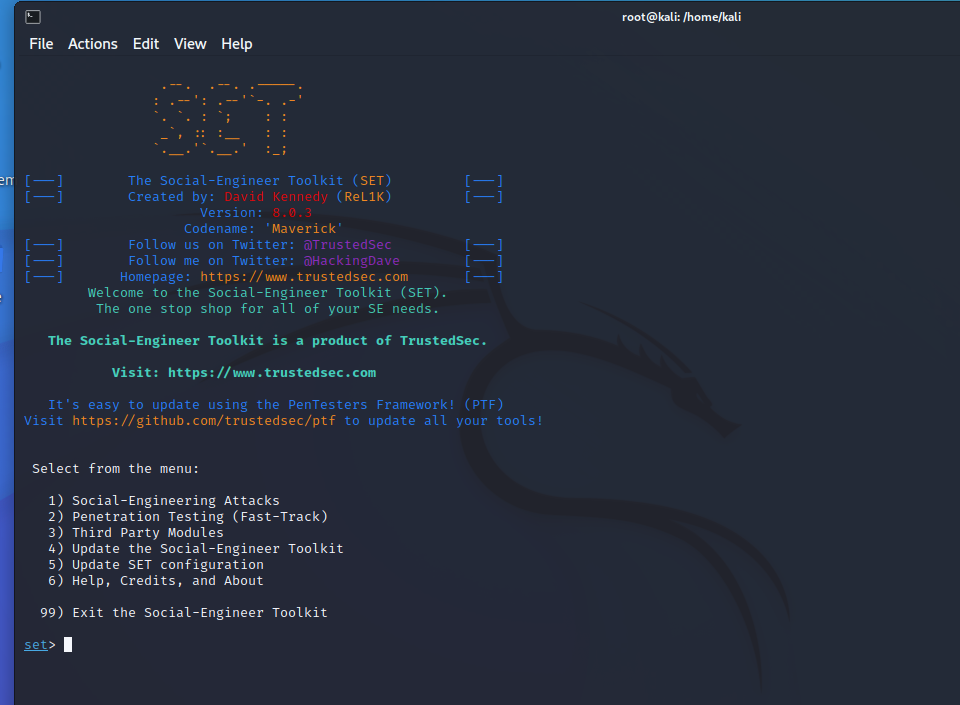 root@kali: /home/kali
File Actions Edit View Help
SET
[---] The Social-Engineer Toolkit (SET) [---]
[---] Created by: David Kennedy (ReL1K) [---]
Version: 8.0.3
Codename: 'Maverick'
[---] Follow us on Twitter: @TrustedSec [---]
[---] Follow me on Twitter: @HackingDave [---]
[---] Homepage: https://www.trustedsec.com [---]
Welcome to the Social-Engineer Toolkit (SET).
The one stop shop for all of your SE needs.
The Social-Engineer Toolkit is a product of TrustedSec.
Visit: https://www.trustedsec.com
It's easy to update using the PenTesters Framework! (PTF)
Visit https://github.com/trustedsec/ptf to update all your tools!
Select from the menu:
1) Social-Engineering Attacks
2) Penetration Testing (Fast-Track)
3) Third Party Modules
4) Update the Social-Engineer Toolkit
5) Update SET configuration
6) Help, Credits, and About
99) Exit the Social-Engineer Toolkit
set>